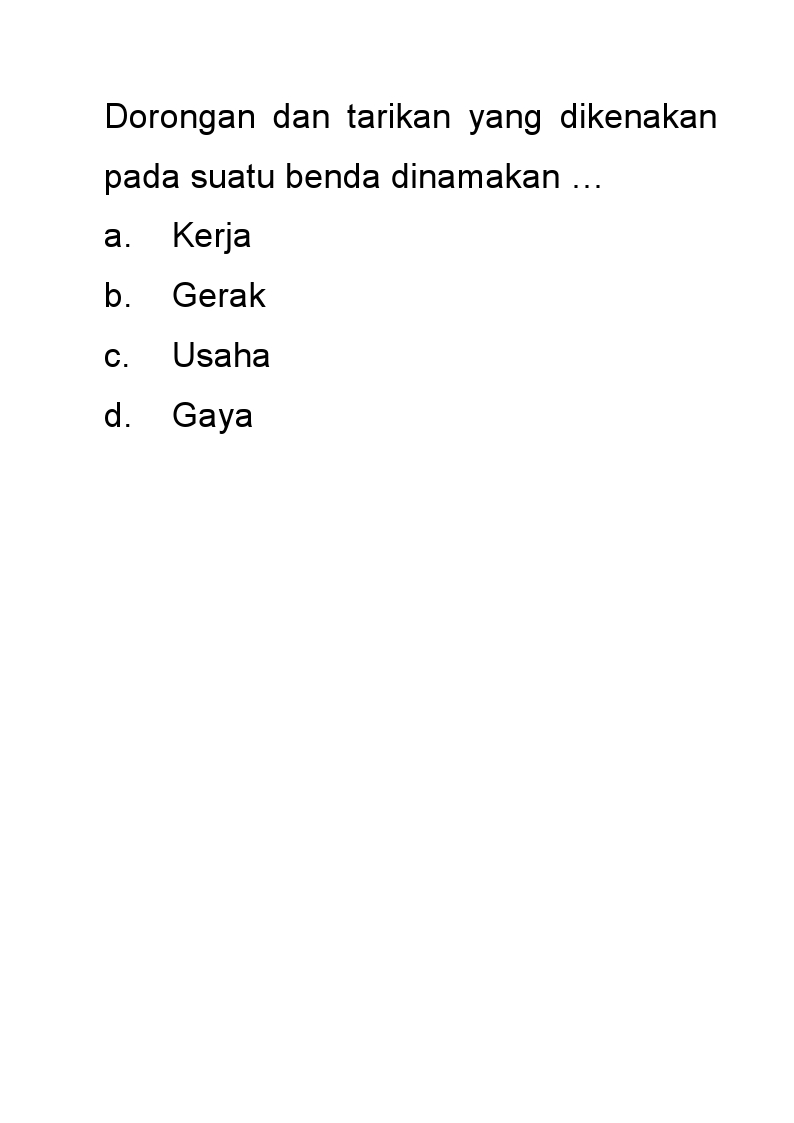 Dorongan dan tarikan yang dikenakan
pada suatu benda dinamakan …
a. Kerja
b. Gerak
c. Usaha
d. Gaya